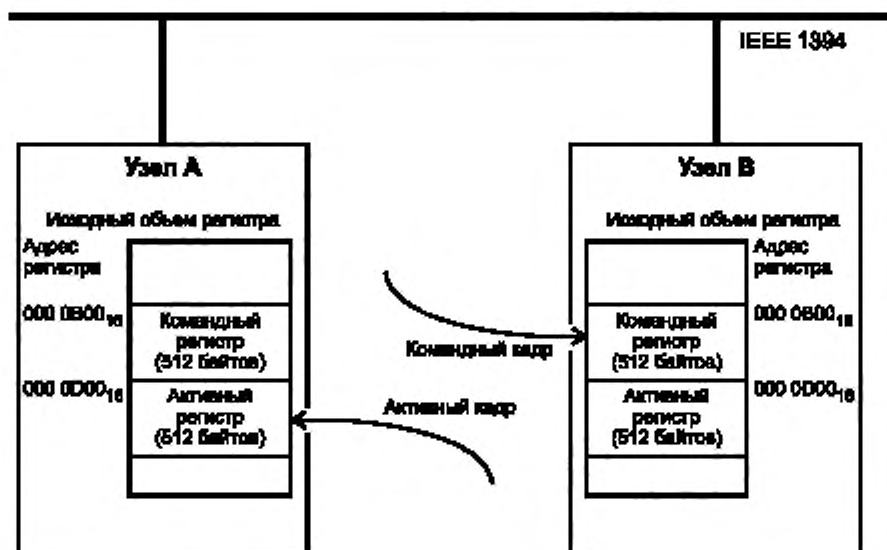 IEEE 1394
Узел А
Исходный объем регистра
Адрес
регистра
000 0B00₁₆
Командный
регистр
(512 байтов)
000 0D00₁₆
Активный
регистр
(512 байтов)
Командный кадр
Активный кадр
Узел В
Исходный объем регистра
Адрес
регистра
Командный
регистр
(512 байтов)
000 0B00₁₆
Активный
регистр
(512 байтов)
000 0D00₁₆